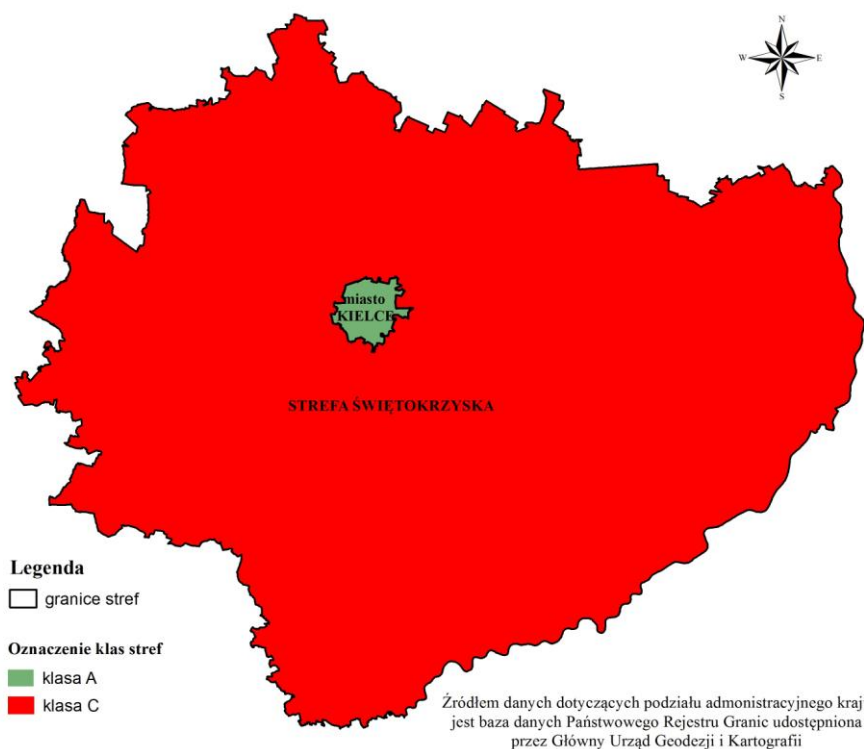 N
W E
S
miasto
KIELCE
STREFA ŚWIĘTOKRZYSKA
Legenda
granice stref
Oznaczenie klas stref
klasa A
klasa C
Źródłem danych dotyczących podziału admonistracyjnego kraj
jest baza danych Państwowego Rejestru Granic udostępniona
przez Główny Urząd Geodezji i Kartografii